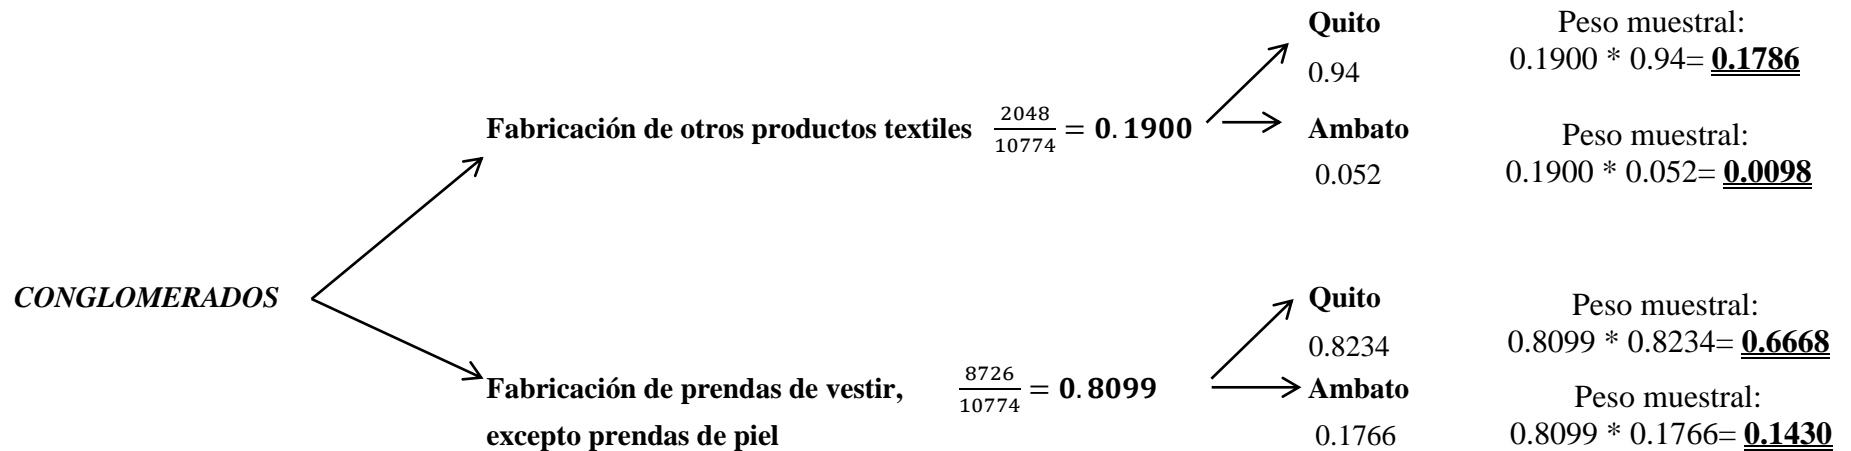 Quito
0.94
Peso muestral:
0.1900 * 0.94= 0.1786
Fabricación de otros productos textiles 2048/10774 = 0.1900
Ambato
0.052
Peso muestral:
0.1900 * 0.052= 0.0098
CONGLOMERADOS
Quito
0.8234
Peso muestral:
0.8099 * 0.8234= 0.6668
Fabricación de prendas de vestir, 8726/10774 = 0.8099
excepto prendas de piel
Ambato
0.1766
Peso muestral:
0.8099 * 0.1766= 0.1430